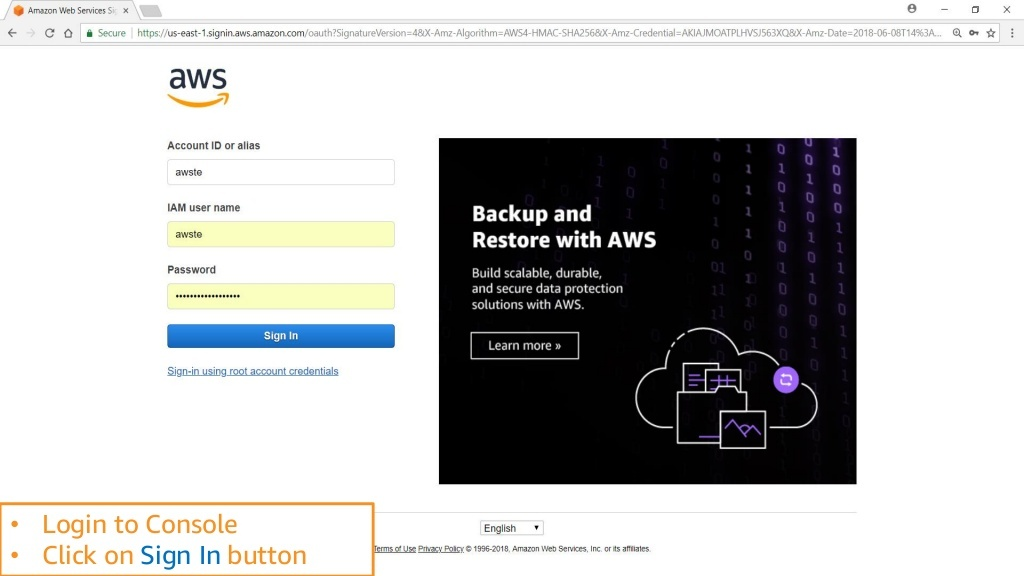 Amazon Web Services Si
Secure
https://us-east-1.signin.aws.amazon.com/oauth?SignatureVersion=4&X-Amz-Algorithm=AWS4-HMAC-SHA256&X-Amz-Credential=AKIAJMOATPLHVSJ563XQ&X-Amz-Date=2018-06-08T14%3A...
aws
Account ID or alias
awste
IAM user name
awste
Password
••••••••••••••••••
Sign In
Sign-in using root account credentials
Backup and
Restore with AWS
Build scalable, durable,
and secure data protection
solutions with AWS.
Learn more »
English
Terms of Use Privacy Policy © 1996-2018, Amazon Web Services, Inc. or its affiliates.
• Login to Console
• Click on Sign In button